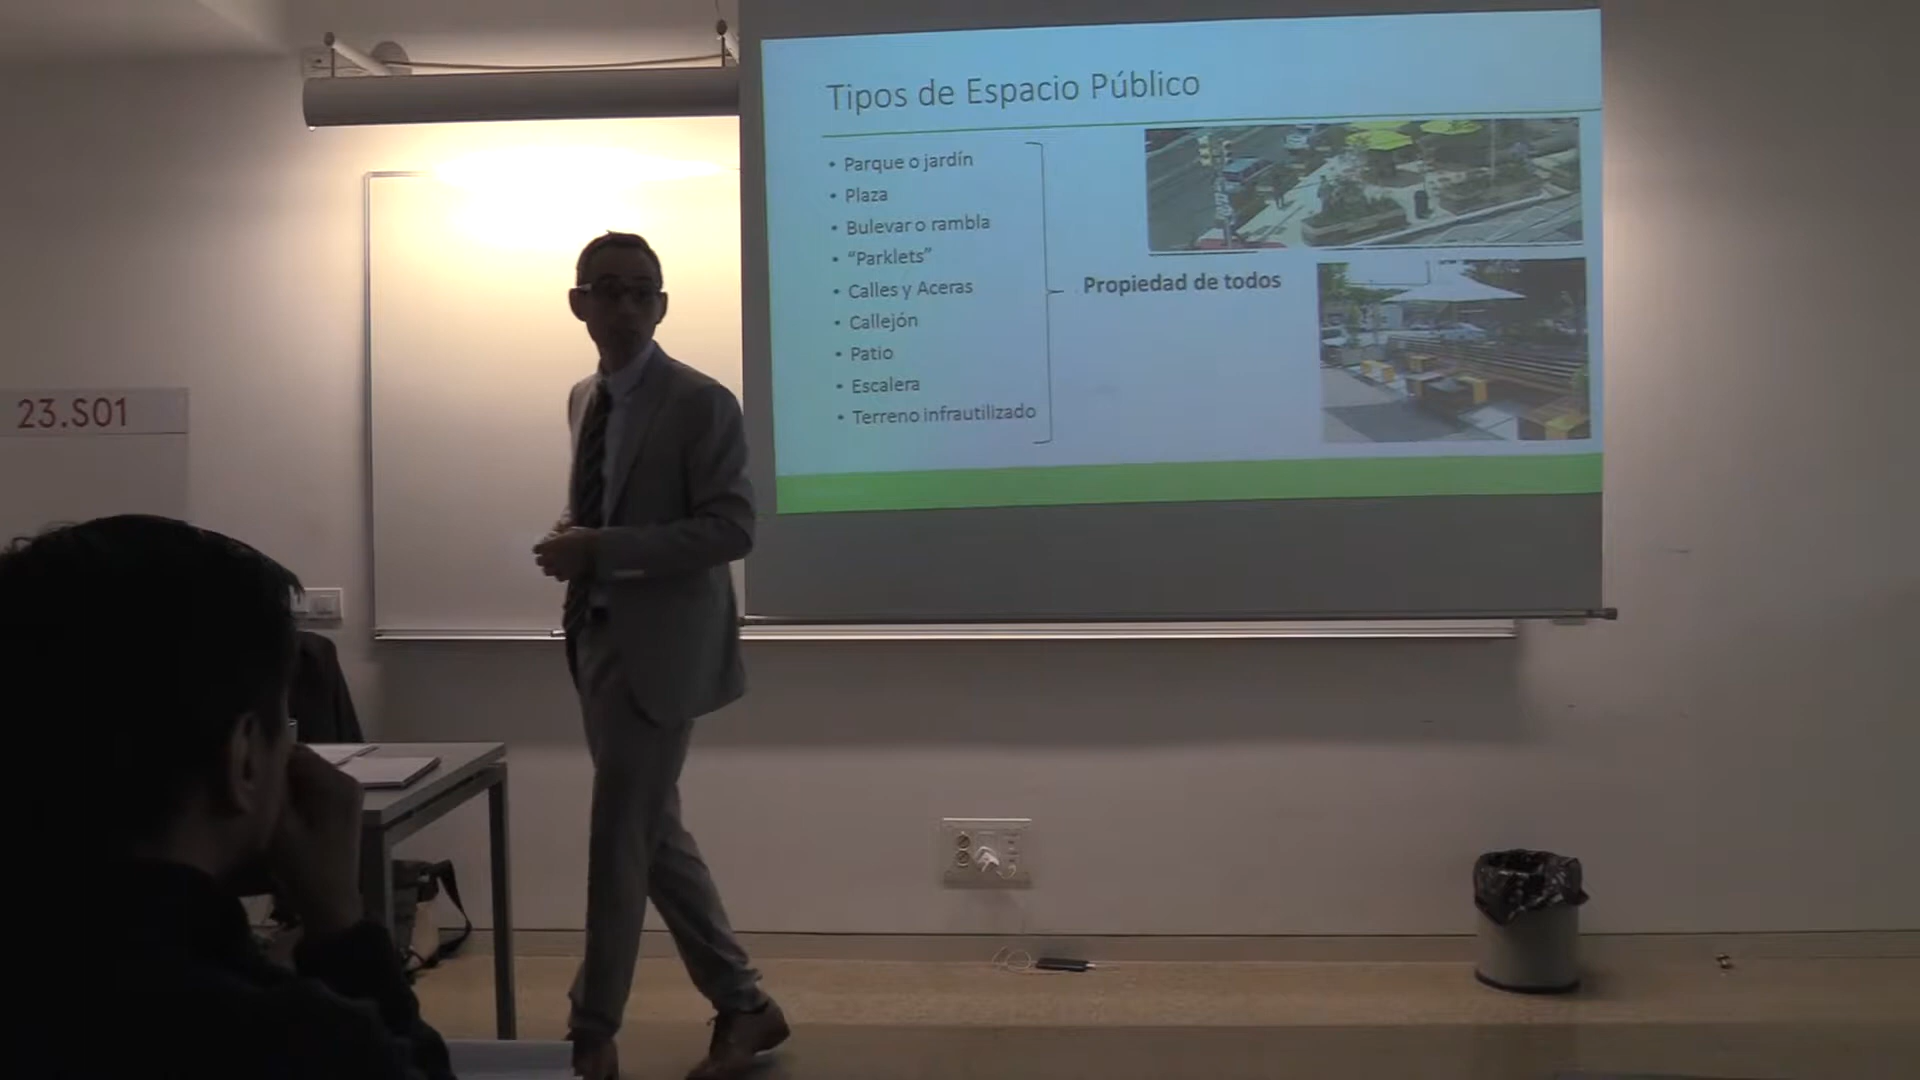 Tipos de Espacio Público
• Parque o jardín
• Plaza
• Bulevar o rambla
• “Parklets”
• Calles y Aceras
• Callejón
• Patio
• Escalera
• Terreno infrautilizado
Propiedad de todos
23.S01